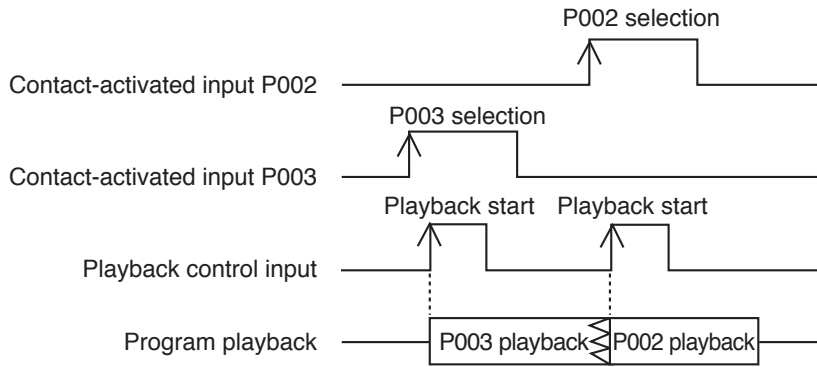 P002 selection
Contact-activated input P002
P003 selection
Contact-activated input P003
Playback start Playback start
Playback control input
Program playback P003 playback P002 playback